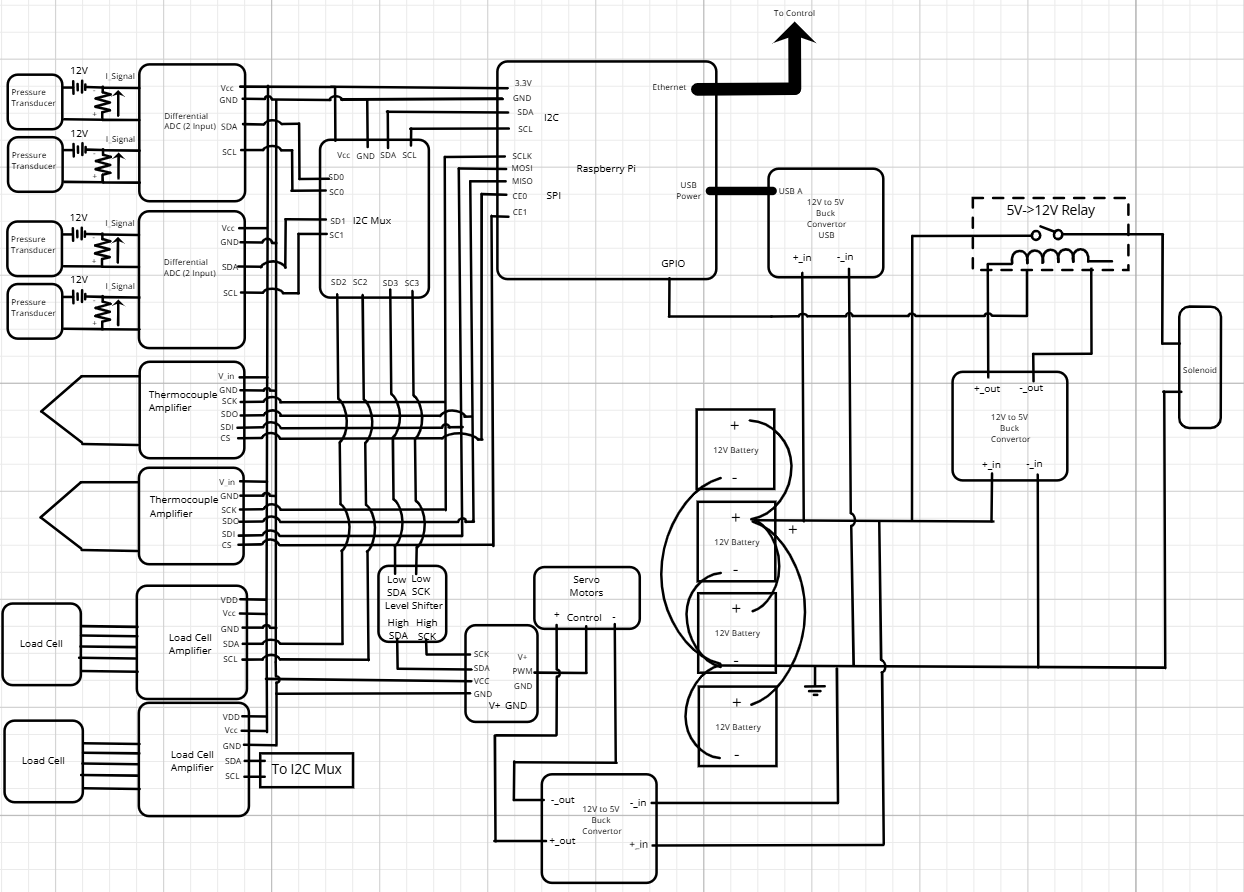 To Control
12V
I_Signal
Pressure
Transducer
12V
I_Signal
Pressure
Transducer
Differential
ADC (2 Input)
Vcc
GND
SDA
SCL
12V
I_Signal
Pressure
Transducer
12V
I_Signal
Pressure
Transducer
Differential
ADC (2 Input)
Vcc
GND
SDA
SCL
Vcc GND SDA SCL
SD0
SC0
SD1
SC1
I2C Mux
SD2 SC2 SD3 SC3
3.3V
GND
SDA
SCL
I2C
SCLK
MOSI
MISO
CE0
CE1
SPI
Raspberry Pi
Ethernet
USB
Power
GPIO
USB A
12V to 5V
Buck
Convertor
USB
+_in -_in
5V->12V Relay
Solenoid
+_out -_out
12V to 5V
Buck
Convertor
+_in -_in
Thermocouple
Amplifier
V_in
GND
SCK
SDO
SDI
CS
Thermocouple
Amplifier
V_in
GND
SCK
SDO
SDI
CS
Load Cell
Load Cell
Amplifier
VDD
Vcc
GND
SDA
SCL
Load Cell
Load Cell
Amplifier
VDD
Vcc
GND
SDA
SCL
To I2C Mux
Low Low
SDA SCK
Level Shifter
High High
SDA SCK
SCK
SDA
VCC
GND
V+
PWM
GND
V+ GND
Servo
Motors
+ Control -
+
12V Battery
-
+
12V Battery
-
+
+
12V Battery
-
+
12V Battery
-
-_out
+_out
12V to 5V
Buck
Convertor
-_in
+_in